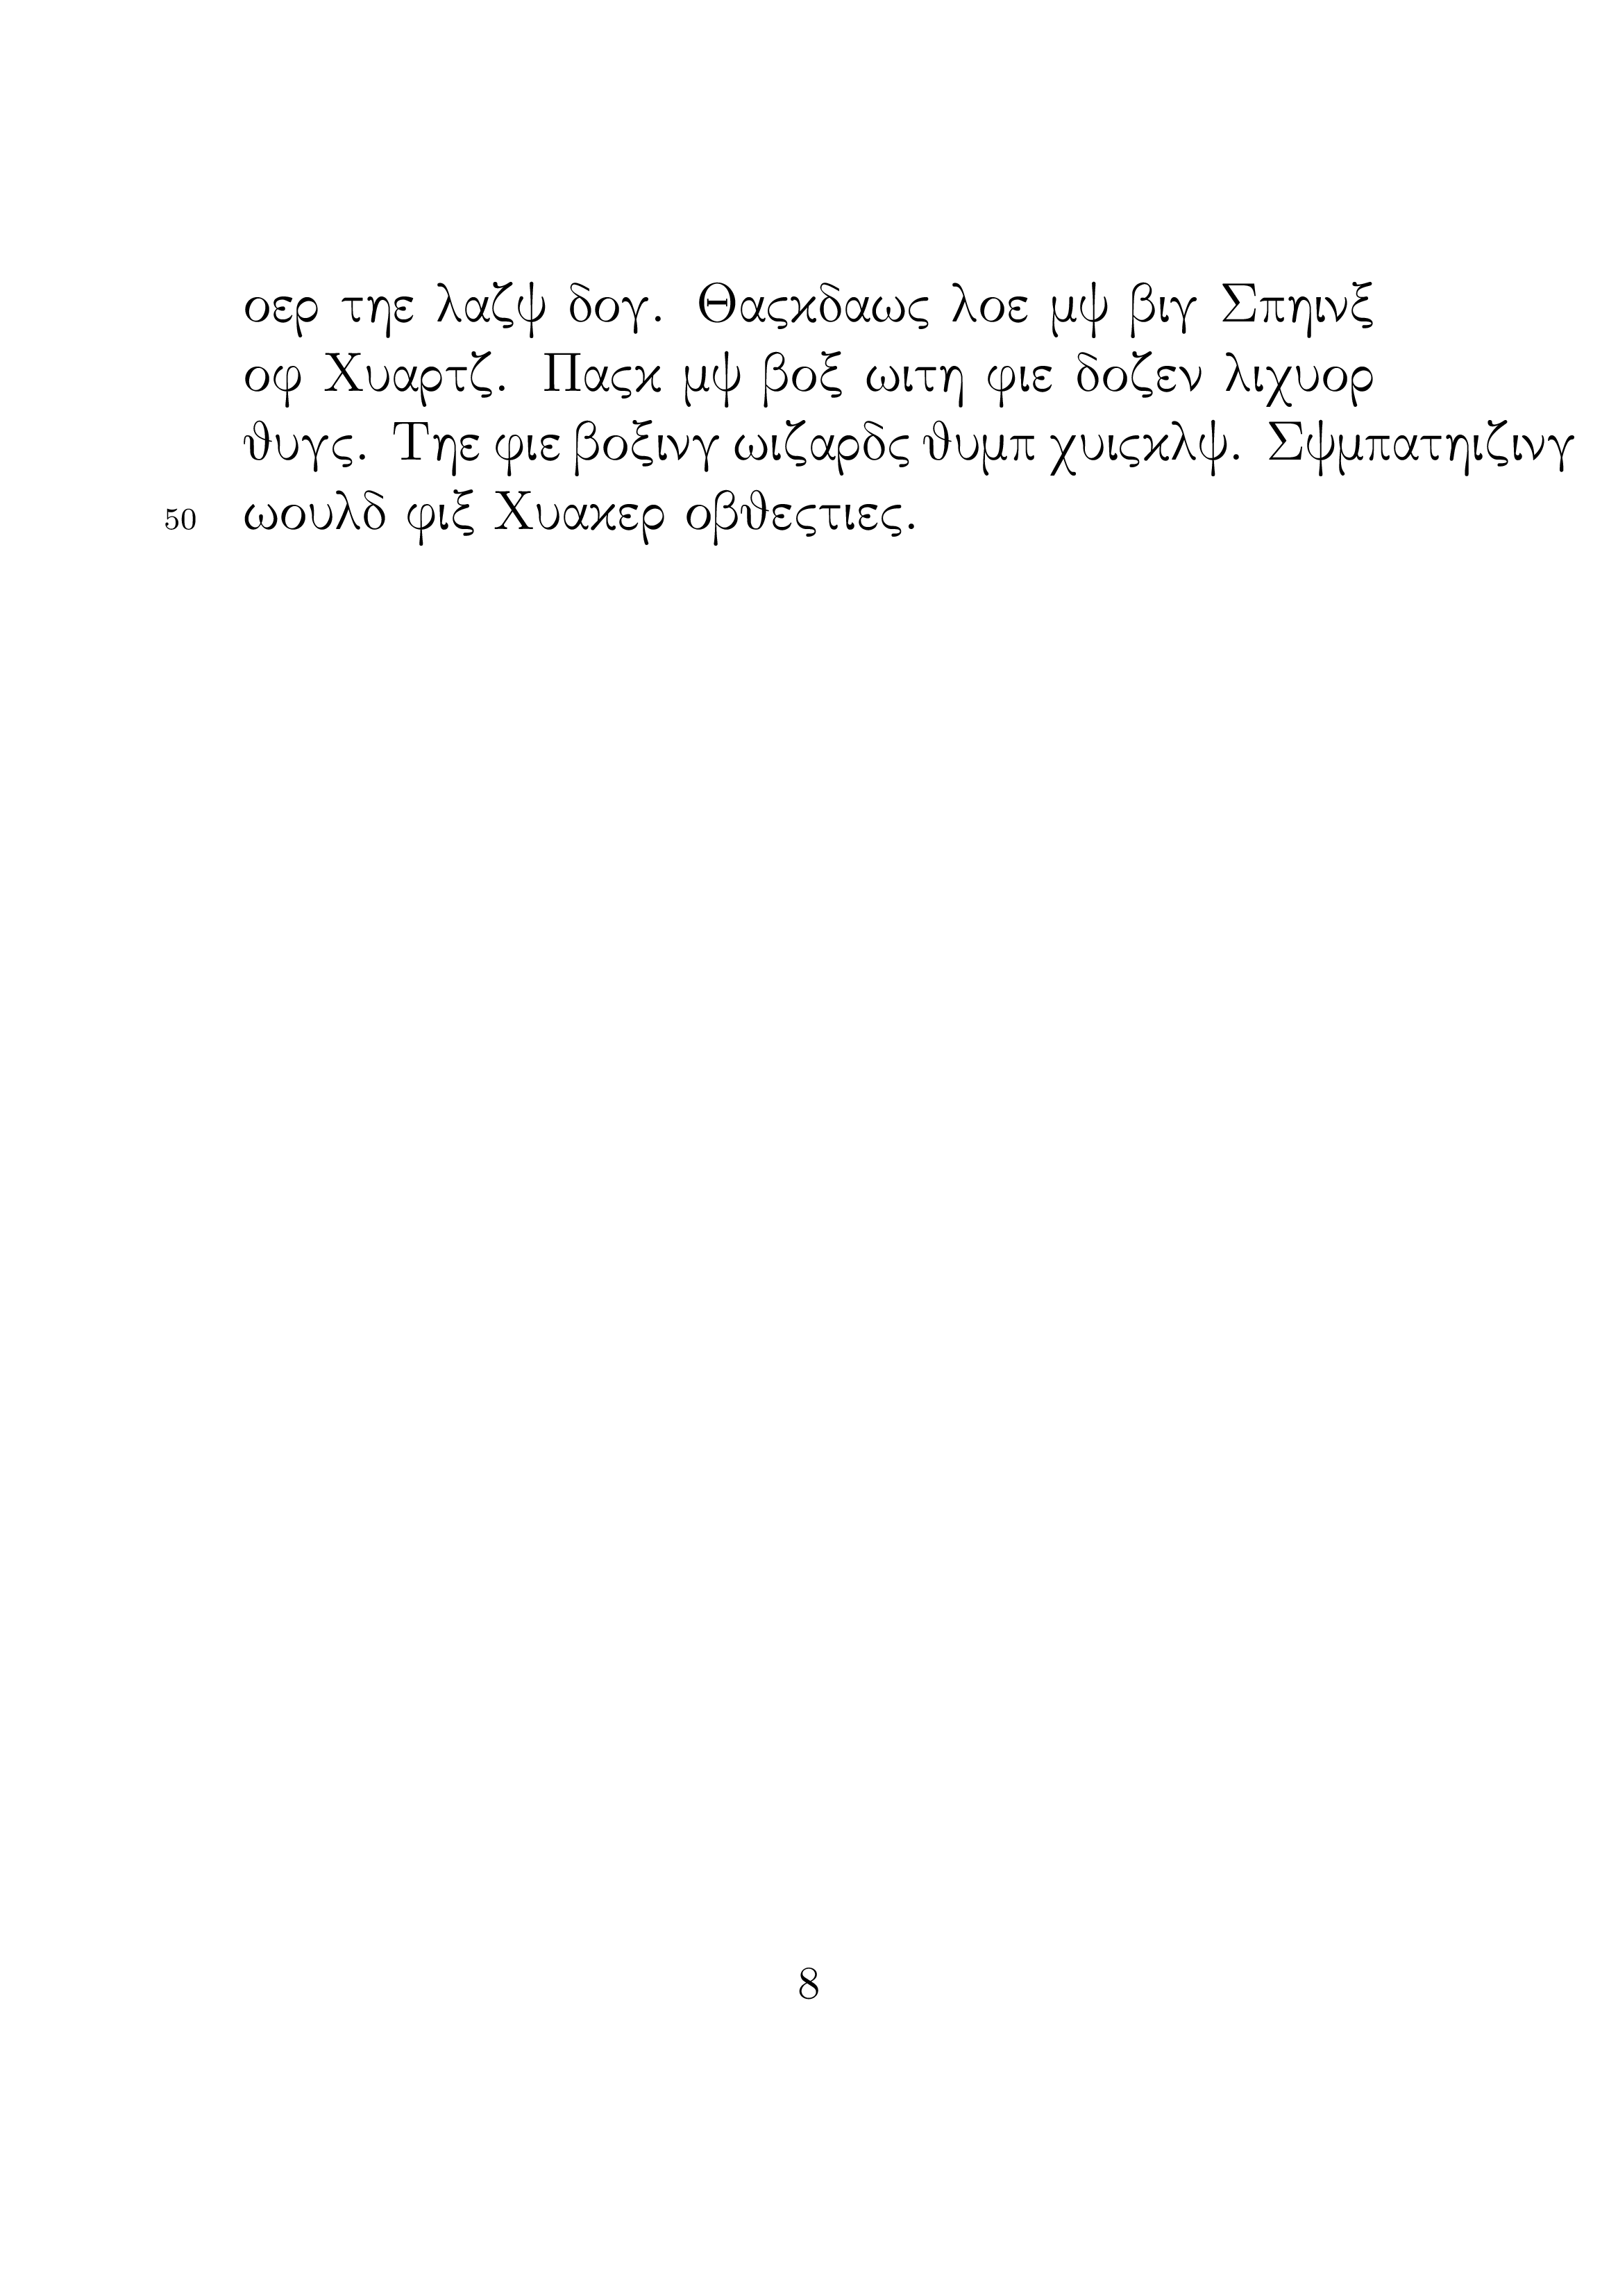 οερ τηε λαζψ δογ. Θαςκδαως λοε μψ βιγ Σπηινξ
οφ Χυαρτζ. Παςκ μψ βοξ ωιτη φιε δοζεν λιχυορ
ϑυγς. Τηε φιε βοξινγ ωιζαρδς ϑυμπ χυιςκλψ. Σψμπατηιζινγ
50 ωουλδ φιξ Χυακερ οβϑεςτιες.
8